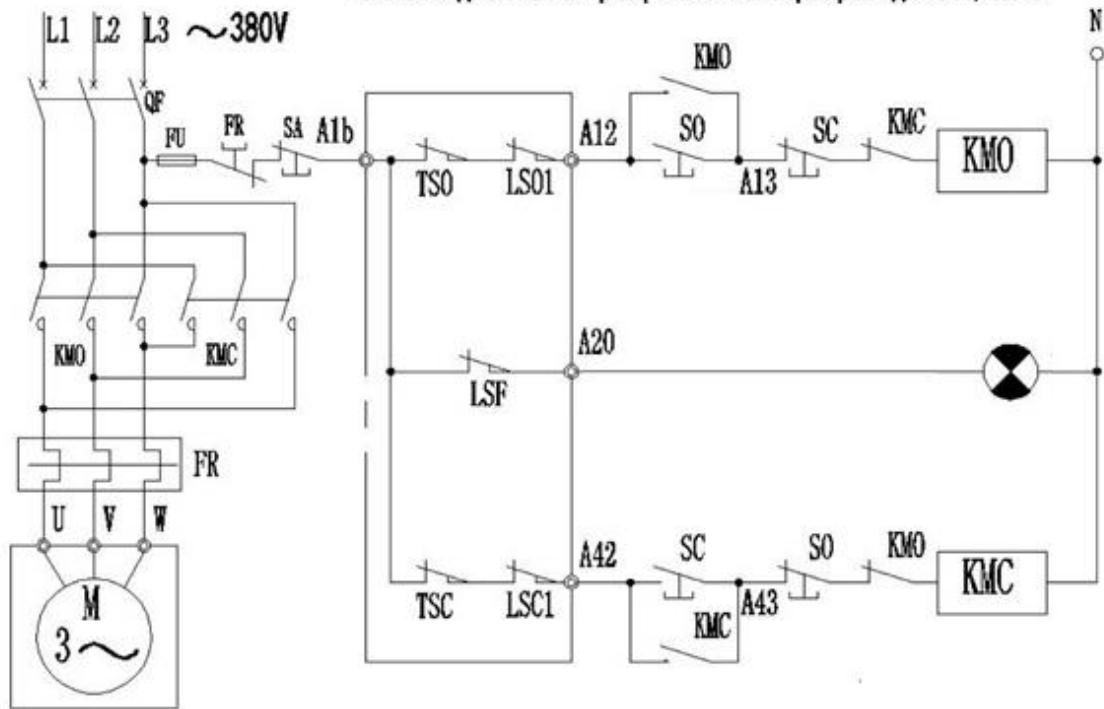 L1 L2 L3 ～380V
N
KMO
QF
FU FR SA A1b
A12 SO SC KMC
KMO
TSO LSO1
A13
KMO KMC
A20
LSF
FR
U V W
A42 SC SO KMO
KMC
TSC LSC1
A43
KMC
M
3～